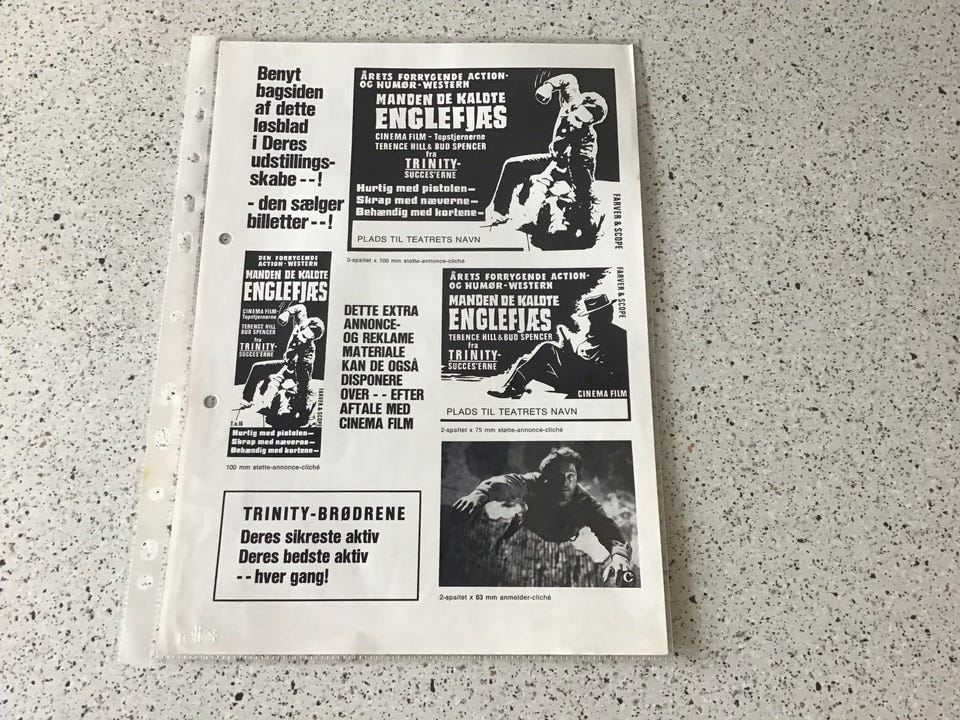 Benyt
bagsiden
af dette
løsblad
i Deres
udstillings-
skabe --!
- den sælger
billetter--!
ÅRETS FORRYGENDE ACTION-
OG HUMØR-WESTERN
MANDEN DE KALDTE
ENGLEFJÆS
CINEMA FILM - Topstjernerne
TERENCE HILL & BUD SPENCER
fra
TRINITY-
SUCCES'ERNE
Hurtig med pistolen—
Skrap med næverne—
Behændig med kortene—
FARVER & SCOPE
PLADS TIL TEATRETS NAVN
3-spaltet x 100 mm støtte-annonce-cliché
DEN FORRYGENDE
ACTION-WESTERN
MANDEN DE KALDTE
ENGLEFJÆS
CINEMA FILM-
Topstjernerne
TERENCE HILL
BUD SPENCER
fra
TRINITY-
SUCCES'ERNE
FARVER & SCOPE
T.o.16
Hurtig med pistolen—
Skrap med næverne—
Behændig med kortene—
100 mm støtte-annonce-cliché
DETTE EXTRA
ANNONCE-
OG REKLAME
MATERIALE
KAN DE OGSÅ
DISPONERE
OVER -- EFTER
AFTALE MED
CINEMA FILM
ÅRETS FORRYGENDE ACTION-
OG HUMØR-WESTERN
MANDEN DE KALDTE
ENGLEFJÆS
TERENCE HILL & BUD SPENCER
fra
TRINITY-
SUCCES'ERNE
FARVER & SCOPE
CINEMA FILM
PLADS TIL TEATRETS NAVN
2-spaltet x 75 mm støtte-annonce-cliché
TRINITY-BRØDRENE
Deres sikreste aktiv
Deres bedste aktiv
-- hver gang!
C
2-spaltet x 63 mm anmelder-cliché